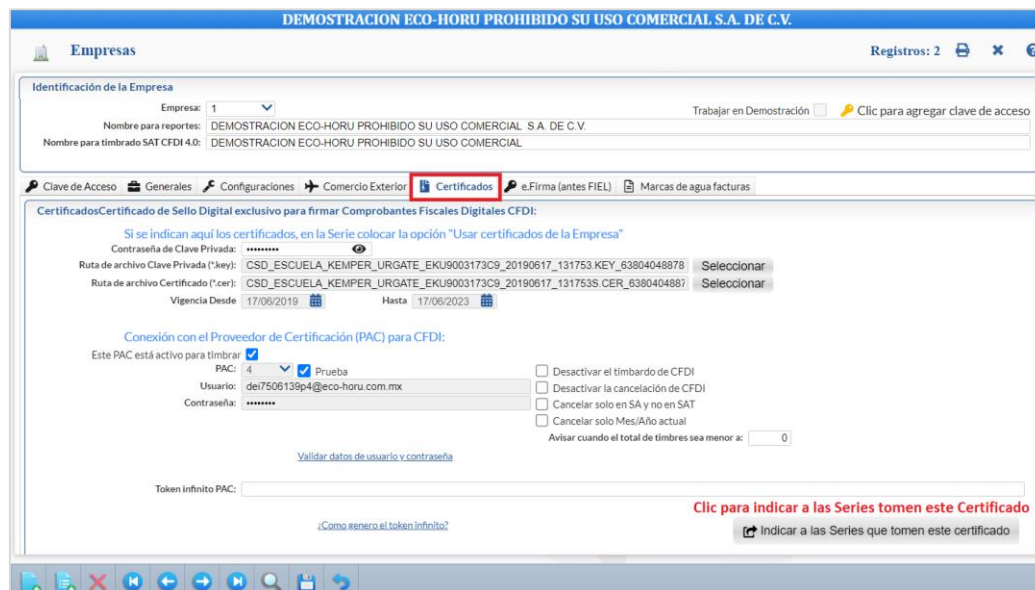 DEMOSTRACION ECO-HORU PROHIBIDO SU USO COMERCIAL S.A. DE C.V.
Empresas Registros: 2
Identificación de la Empresa
Empresa: 1 Trabajar en Demostración Clic para agregar clave de acceso
Nombre para reportes: DEMOSTRACION ECO-HORU PROHIBIDO SU USO COMERCIAL S.A. DE C.V.
Nombre para timbrado SAT CFDI 4.0: DEMOSTRACION ECO-HORU PROHIBIDO SU USO COMERCIAL
Clave de Acceso Generales Configuraciones Comercio Exterior Certificados e.Firma (antes FIEL) Marcas de agua facturas
CertificadosCertificado de Sello Digital exclusivo para firmar Comprobantes Fiscales Digitales CFDI:
Si se indican aquí los certificados, en la Serie colocar la opción "Usar certificados de la Empresa"
Contraseña de Clave Privada: •••••••••
Ruta de archivo Clave Privada (*.key): CSD_ESCUELA_KEMPER_URGATE_EKU9003173C9_20190617_131753.KEY_63804048878 Seleccionar
Ruta de archivo Certificado (*.cer): CSD_ESCUELA_KEMPER_URGATE_EKU9003173C9_20190617_131753S.CER_6380404887 Seleccionar
Vigencia Desde 17/06/2019 Hasta 17/06/2023
Conexión con el Proveedor de Certificación (PAC) para CFDI:
Este PAC está activo para timbrar
PAC: 4 Prueba Desactivar el timbardo de CFDI
Usuario: dei7506139p4@eco-horu.com.mx Desactivar la cancelación de CFDI
Contraseña: •••••••• Cancelar solo en SA y no en SAT
Cancelar solo Mes/Año actual
Avisar cuando el total de timbres sea menor a: 0
Validar datos de usuario y contraseña
Token infinito PAC:
Clic para indicar a las Series tomen este Certificado
¿Como genero el token infinito? Indicar a las Series que tomen este certificado